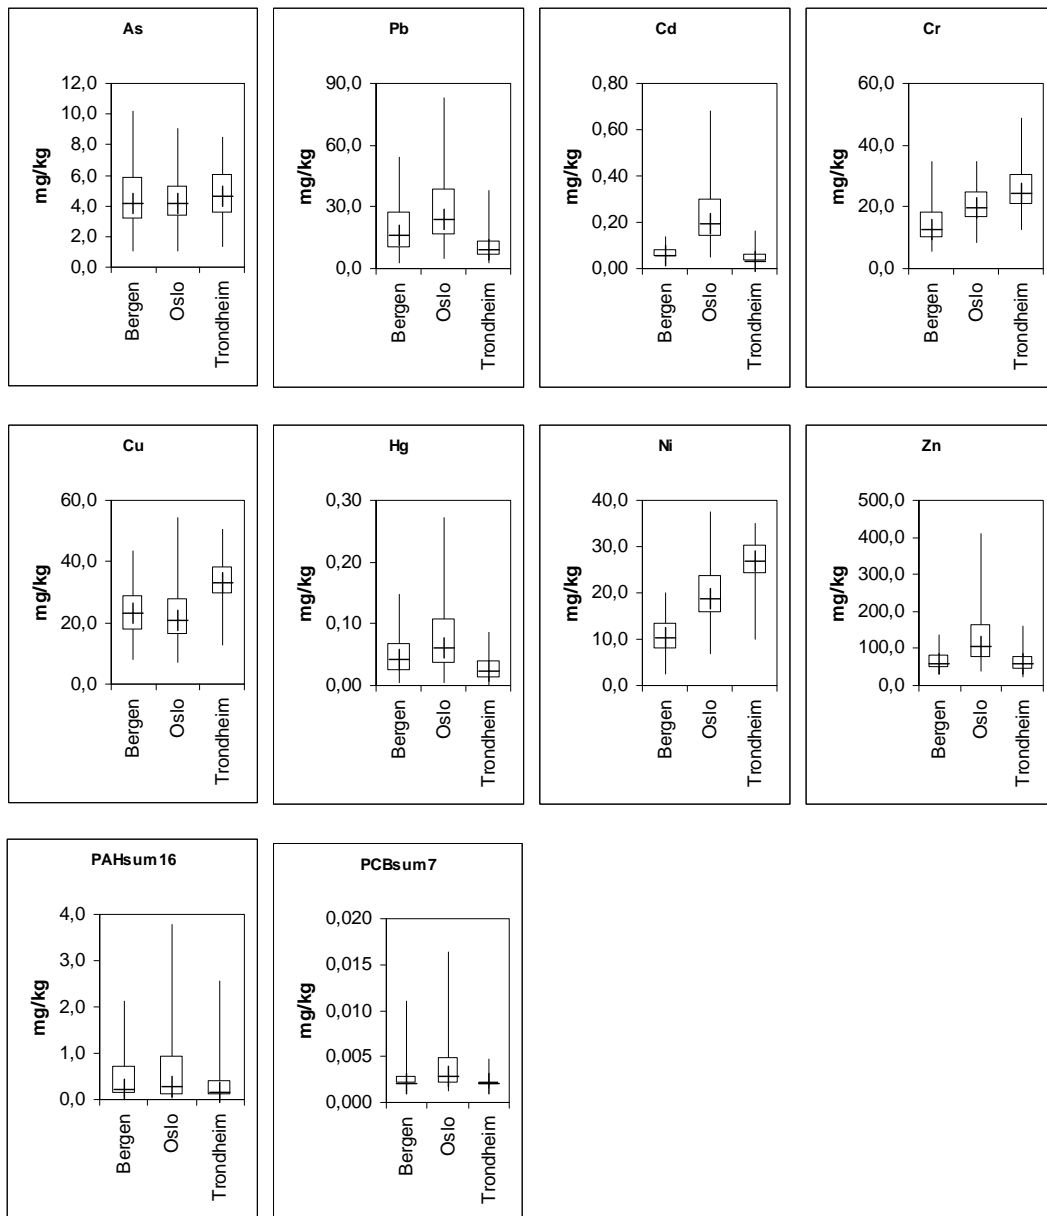 As
mg/kg
12,0
10,0
8,0
6,0
4,0
2,0
0,0
Bergen
Oslo
Trondheim
Pb
mg/kg
90,0
60,0
30,0
0,0
Bergen
Oslo
Trondheim
Cd
mg/kg
0,80
0,60
0,40
0,20
0,00
Bergen
Oslo
Trondheim
Cr
mg/kg
60,0
40,0
20,0
0,0
Bergen
Oslo
Trondheim
Cu
mg/kg
60,0
40,0
20,0
0,0
Bergen
Oslo
Trondheim
Hg
mg/kg
0,30
0,20
0,10
0,00
Bergen
Oslo
Trondheim
Ni
mg/kg
40,0
30,0
20,0
10,0
0,0
Bergen
Oslo
Trondheim
Zn
mg/kg
500,0
400,0
300,0
200,0
100,0
0,0
Bergen
Oslo
Trondheim
PAHsum16
mg/kg
4,0
3,0
2,0
1,0
0,0
Bergen
Oslo
Trondheim
PCBsum7
mg/kg
0,020
0,015
0,010
0,005
0,000
Bergen
Oslo
Trondheim